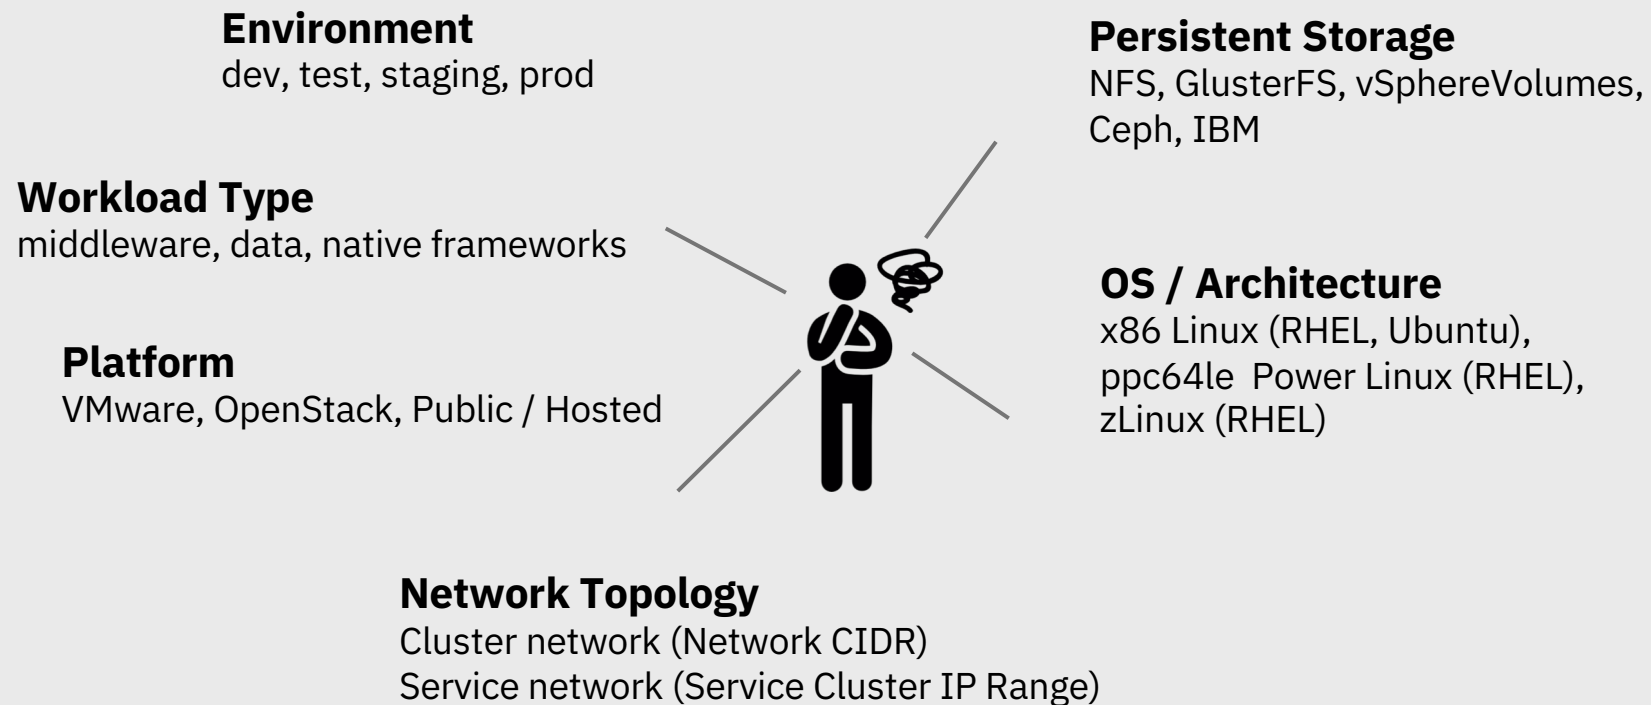 Environment
dev, test, staging, prod
Persistent Storage
NFS, GlusterFS, vSphereVolumes,
Ceph, IBM
Workload Type
middleware, data, native frameworks
OS / Architecture
x86 Linux (RHEL, Ubuntu),
ppc64le Power Linux (RHEL),
zLinux (RHEL)
Platform
VMware, OpenStack, Public / Hosted
Network Topology
Cluster network (Network CIDR)
Service network (Service Cluster IP Range)